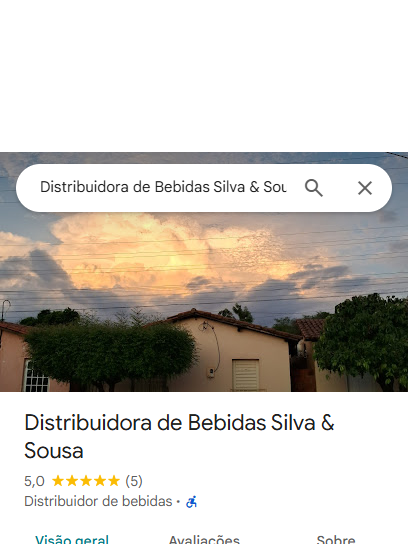 Distribuidora de Bebidas Silva & Sou
Distribuidora de Bebidas Silva &
Sousa
5,0 ★★★★★ (5)
Distribuidor de bebidas ·
Visão geral Avaliações Sobre